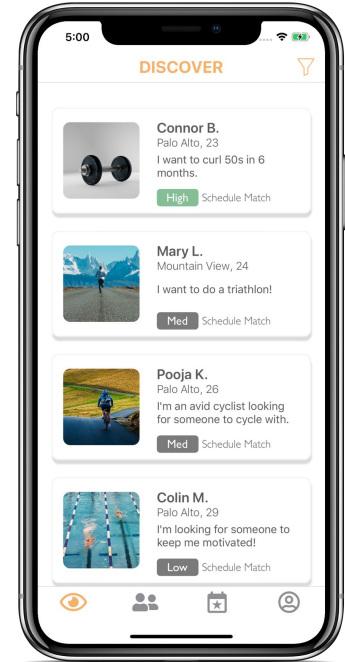 5:00
DISCOVER
Connor B.
Palo Alto, 23
I want to curl 50s in 6
months.
High Schedule Match
Mary L.
Mountain View, 24
I want to do a triathlon!
Med Schedule Match
Pooja K.
Palo Alto, 26
I'm an avid cyclist looking
for someone to cycle with.
Med Schedule Match
Colin M.
Palo Alto, 29
I'm looking for someone to
keep me motivated!
Low Schedule Match